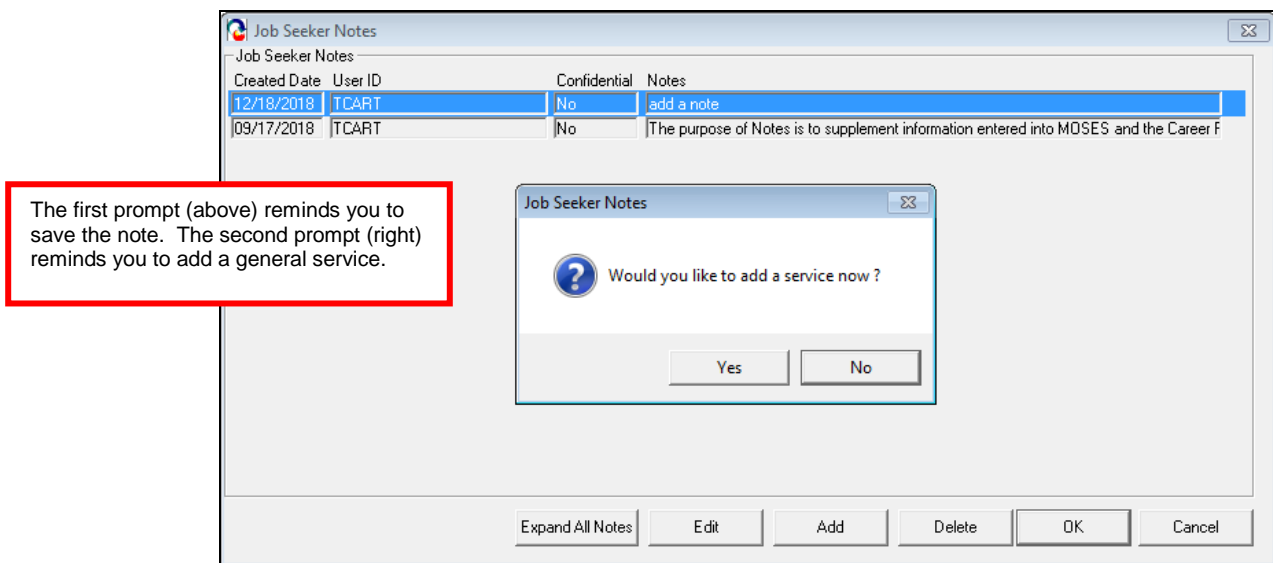 Job Seeker Notes
Job Seeker Notes
Created Date User ID Confidential Notes
12/18/2018 TCART No add a note
09/17/2018 TCART No The purpose of Notes is to supplement information entered into MOSES and the Career F
The first prompt (above) reminds you to
save the note. The second prompt (right)
reminds you to add a general service.
Job Seeker Notes
Would you like to add a service now ?
Yes No
Expand All Notes Edit Add Delete OK Cancel